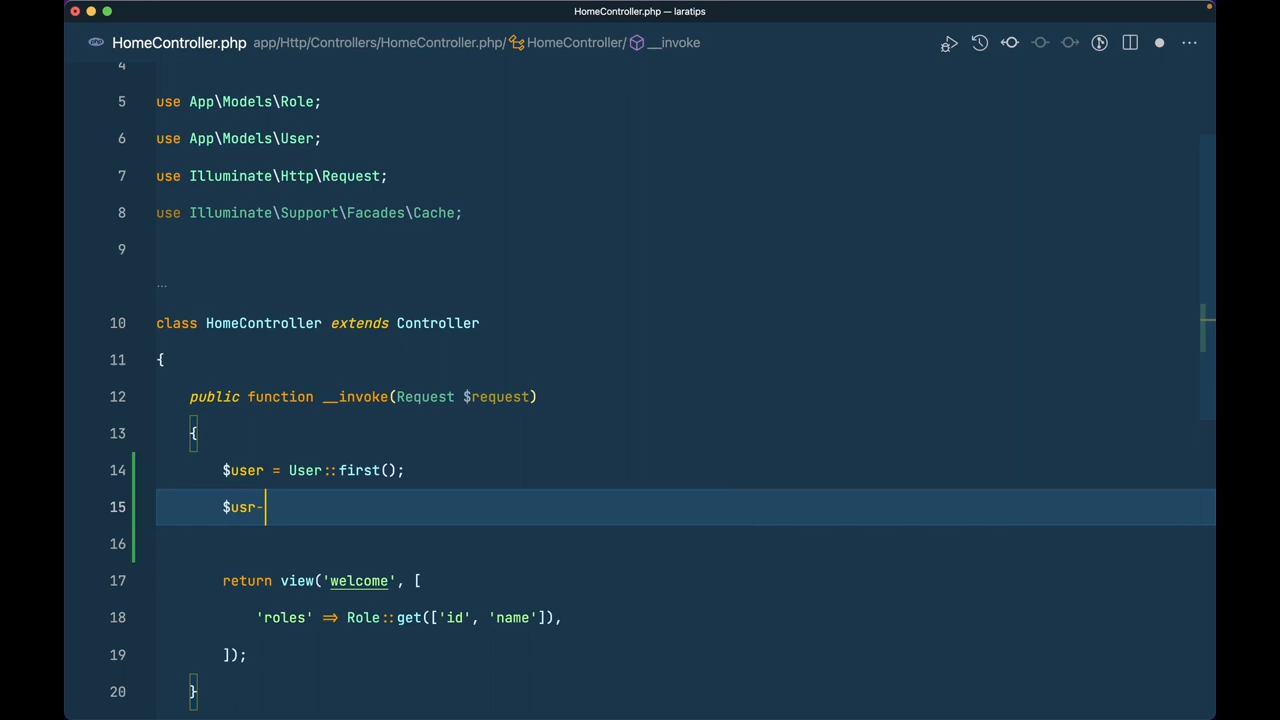 HomeController.php — laratips
HomeController.php app/Http/Controllers/HomeController.php/ HomeController/ __invoke
4
5 use App\Models\Role;
6 use App\Models\User;
7 use Illuminate\Http\Request;
8 use Illuminate\Support\Facades\Cache;
9
...
10 class HomeController extends Controller
11 {
12 public function __invoke(Request $request)
13 {
14 $user = User::first();
15 $usr-
16
17 return view('welcome', [
18 'roles' => Role::get(['id', 'name']),
19 ]);
20 }